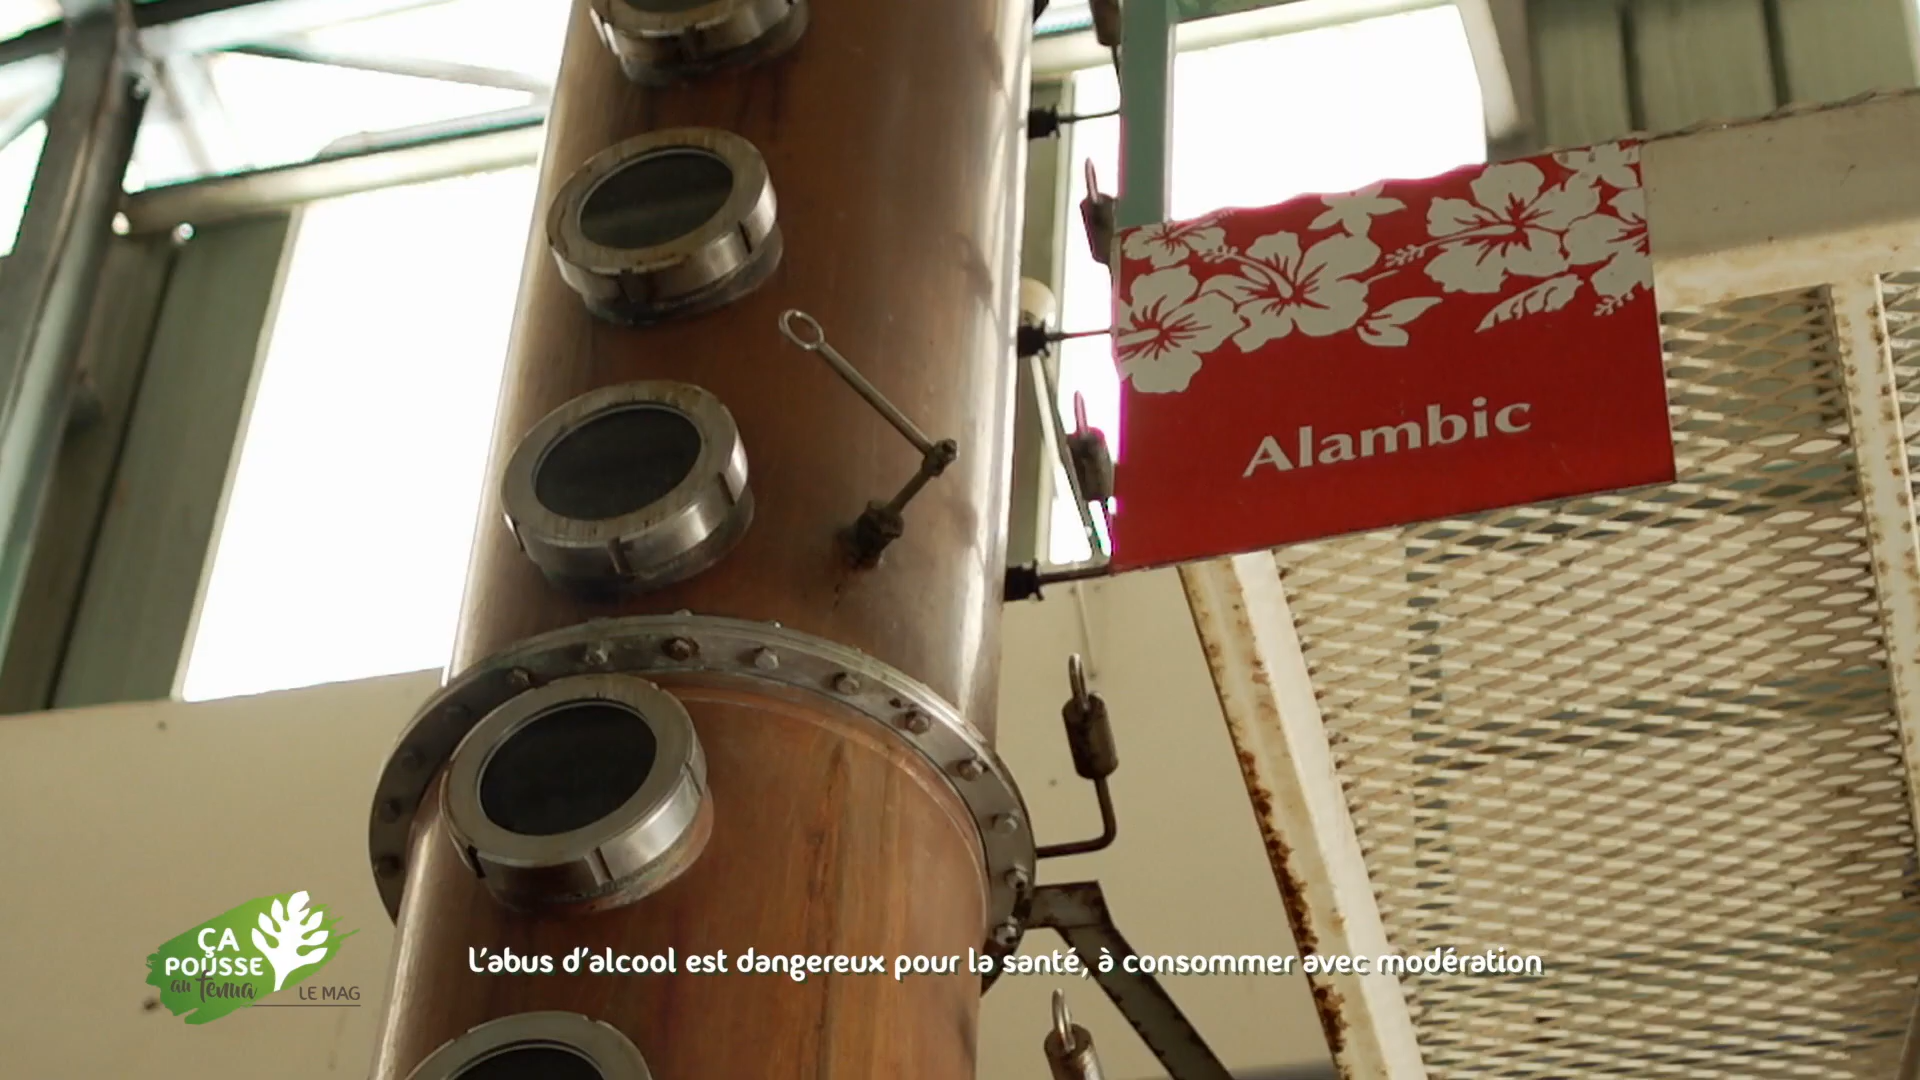 Alambic
ÇA
POUSSE
au fenua
LE MAG
L'abus d'alcool est dangereux pour la santé, à consommer avec modération